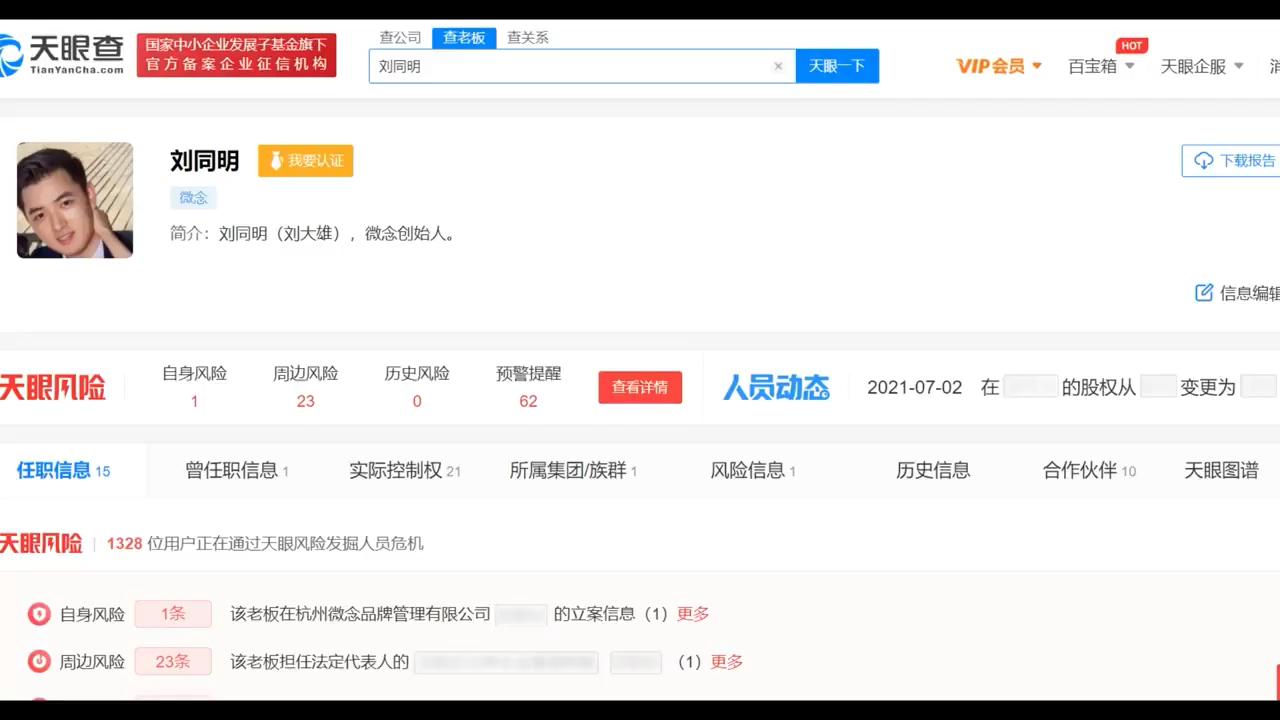 天眼查
TianYanCha.com
国家中小企业发展子基金旗下
官方备案企业征信机构
查公司 查老板 查关系
刘同明 × 天眼一下
VIP会员 百宝箱 HOT 天眼企服
刘同明 我要认证
微念
简介：刘同明（刘大雄），微念创始人。
下载报告
信息编辑
天眼风险
自身风险 周边风险 历史风险 预警提醒
1 23 0 62
查看详情
人员动态 2021-07-02 在 的股权从 变更为
任职信息 15 曾任职信息 1 实际控制权 21 所属集团/族群 1 风险信息 1 历史信息 合作伙伴 10 天眼图谱
天眼风险 | 1328 位用户正在通过天眼风险发掘人员危机
自身风险 1条 该老板在杭州微念品牌管理有限公司 的立案信息（1）更多
周边风险 23条 该老板担任法定代表人的 （1）更多